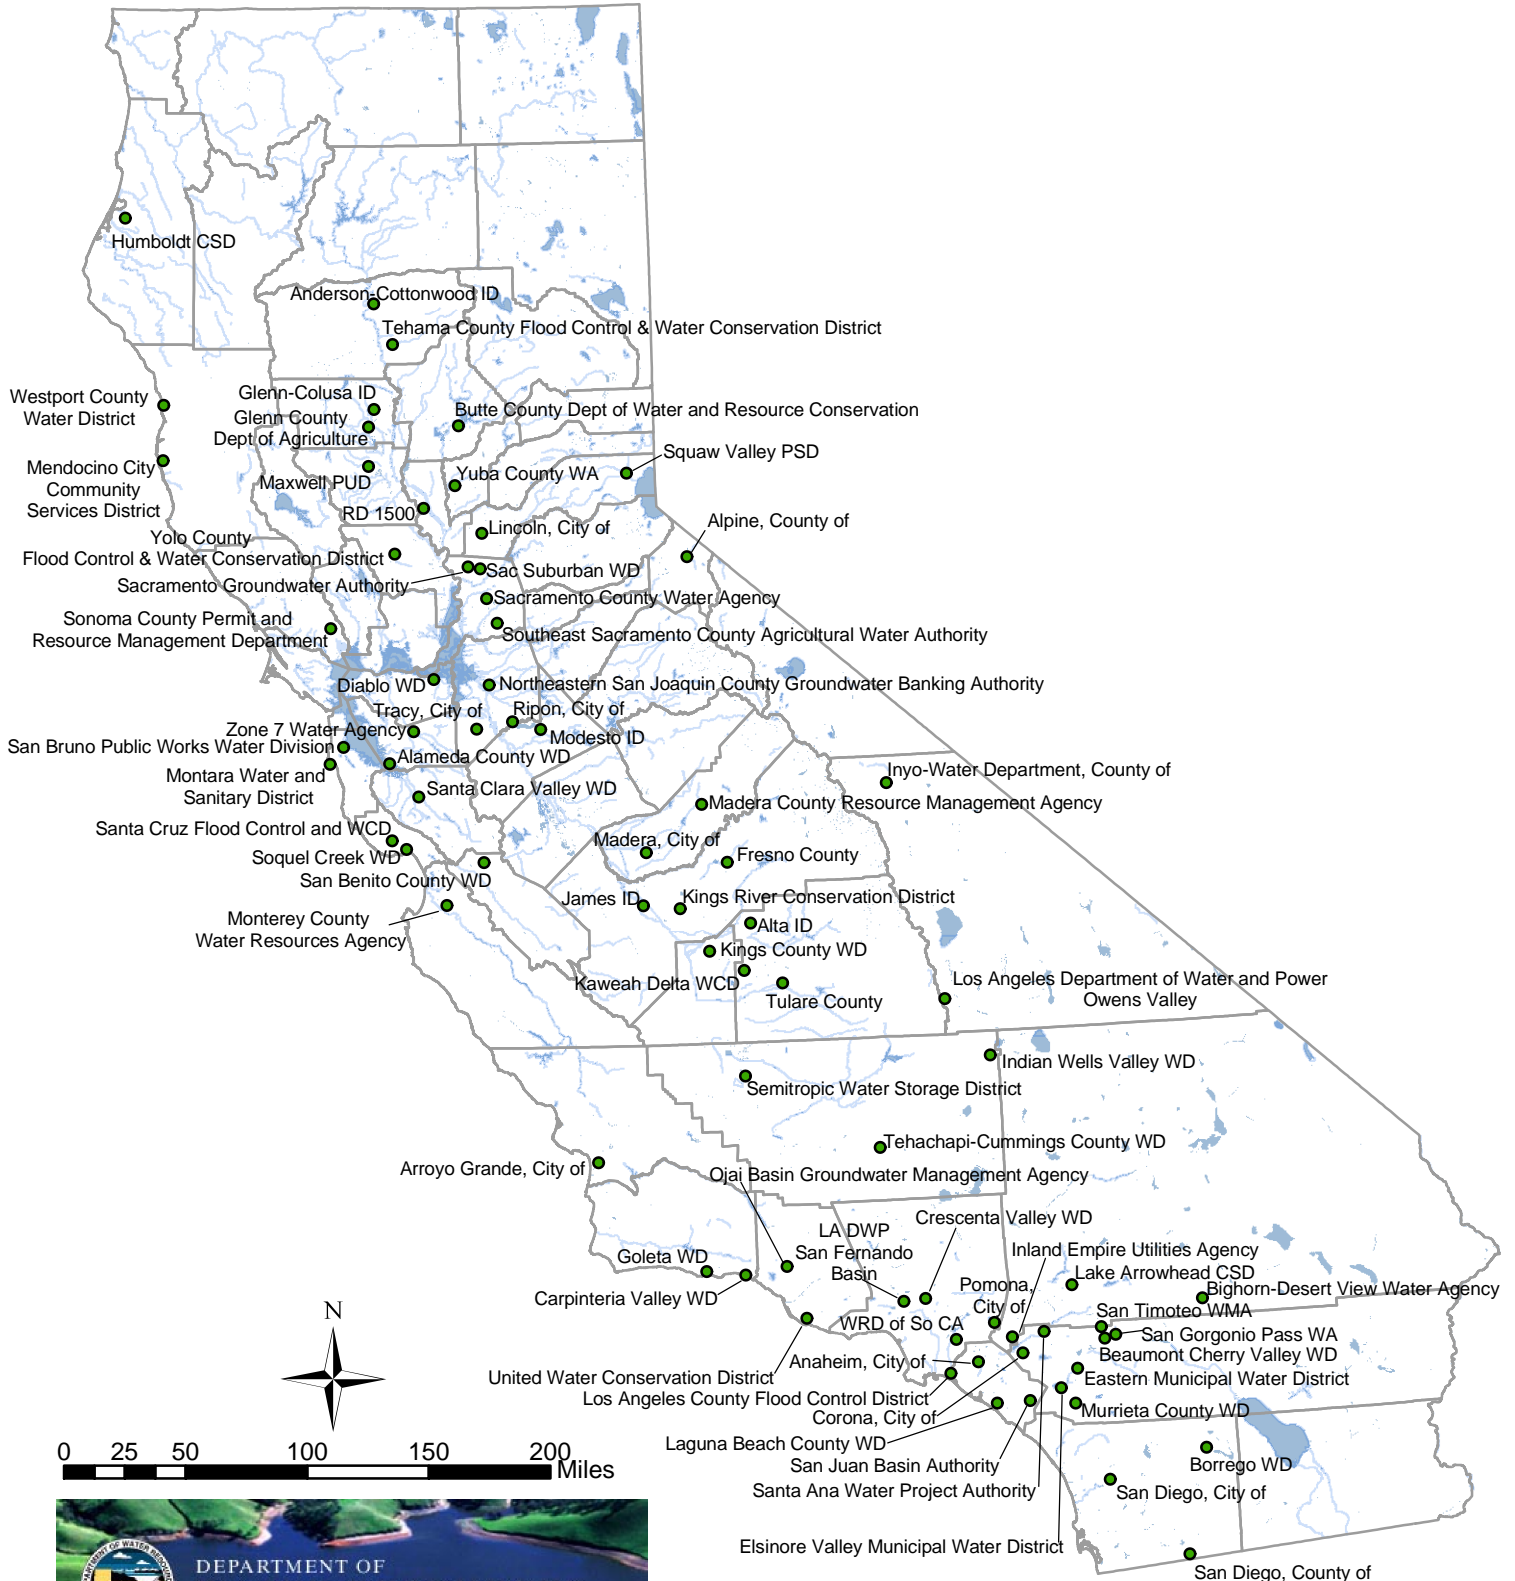 Humboldt CSD
Anderson-Cottonwood ID
Tehama County Flood Control & Water Conservation District
Westport County
Water District
Glenn-Colusa ID
Glenn County
Dept of Agriculture
Butte County Dept of Water and Resource Conservation
Squaw Valley PSD
Mendocino City
Community
Services District
Maxwell PUD
Yuba County WA
RD 1500
Lincoln, City of
Alpine, County of
Yolo County
Flood Control & Water Conservation District
Sac Suburban WD
Sacramento Groundwater Authority
Sacramento County Water Agency
Sonoma County Permit and
Resource Management Department
Southeast Sacramento County Agricultural Water Authority
Diablo WD
Northeastern San Joaquin County Groundwater Banking Authority
Tracy, City of
Ripon, City of
Zone 7 Water Agency
Modesto ID
San Bruno Public Works Water Division
Alameda County WD
Montara Water and
Sanitary District
Inyo-Water Department, County of
Santa Clara Valley WD
Madera County Resource Management Agency
Santa Cruz Flood Control and WCD
Madera, City of
Soquel Creek WD
Fresno County
San Benito County WD
James ID
Kings River Conservation District
Monterey County
Water Resources Agency
Alta ID
Kings County WD
Kaweah Delta WCD
Tulare County
Los Angeles Department of Water and Power
Owens Valley
Indian Wells Valley WD
Semitropic Water Storage District
Tehachapi-Cummings County WD
Arroyo Grande, City of
Ojai Basin Groundwater Management Agency
Crescenta Valley WD
LA DWP
San Fernando
Basin
Goleta WD
Inland Empire Utilities Agency
Lake Arrowhead CSD
Pomona,
City of
Bighorn-Desert View Water Agency
Carpinteria Valley WD
San Timoteo WMA
WRD of So CA
San Gorgonio Pass WA
Beaumont Cherry Valley WD
Anaheim, City of
United Water Conservation District
Eastern Municipal Water District
Los Angeles County Flood Control District
Corona, City of
Murrieta County WD
Laguna Beach County WD
San Juan Basin Authority
Borrego WD
Santa Ana Water Project Authority
San Diego, City of
Elsinore Valley Municipal Water District
San Diego, County of
N
0 25 50 100 150 200
Miles
DEPARTMENT OF